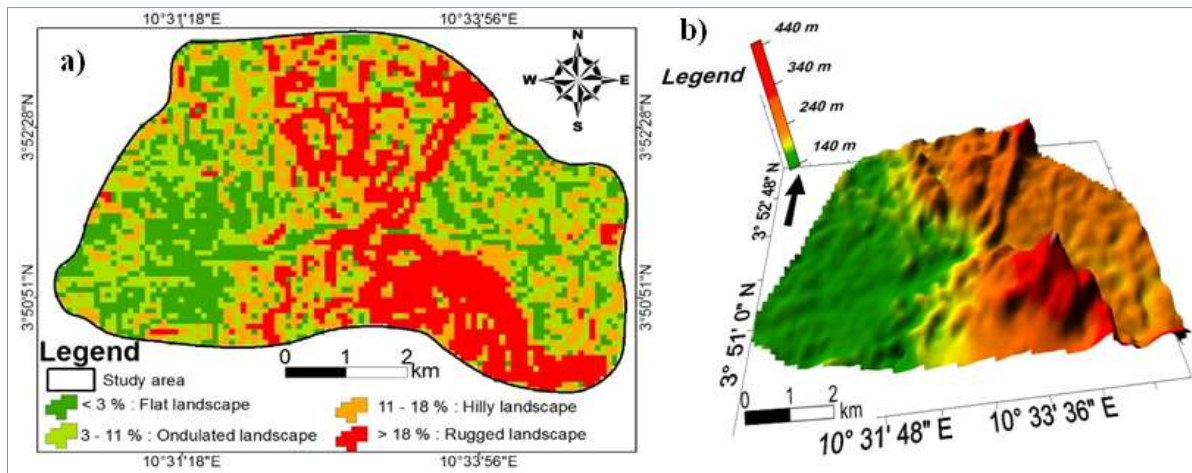 10°31'18"E
10°33'56"E
a)
N
W
E
S
3°52'28"N
3°52'28"N
3°50'51"N
3°50'51"N
Legend
Study area
< 3 % : Flat landscape
3 - 11 % : Ondulated landscape
11 - 18 % : Hilly landscape
> 18 % : Rugged landscape
0 1 2
km
10°31'18"E
10°33'56"E
b)
Legend
440 m
340 m
240 m
140 m
3° 52' 48" N
3° 51' 0" N
0 1 2
km
10° 31' 48" E
10° 33' 36" E